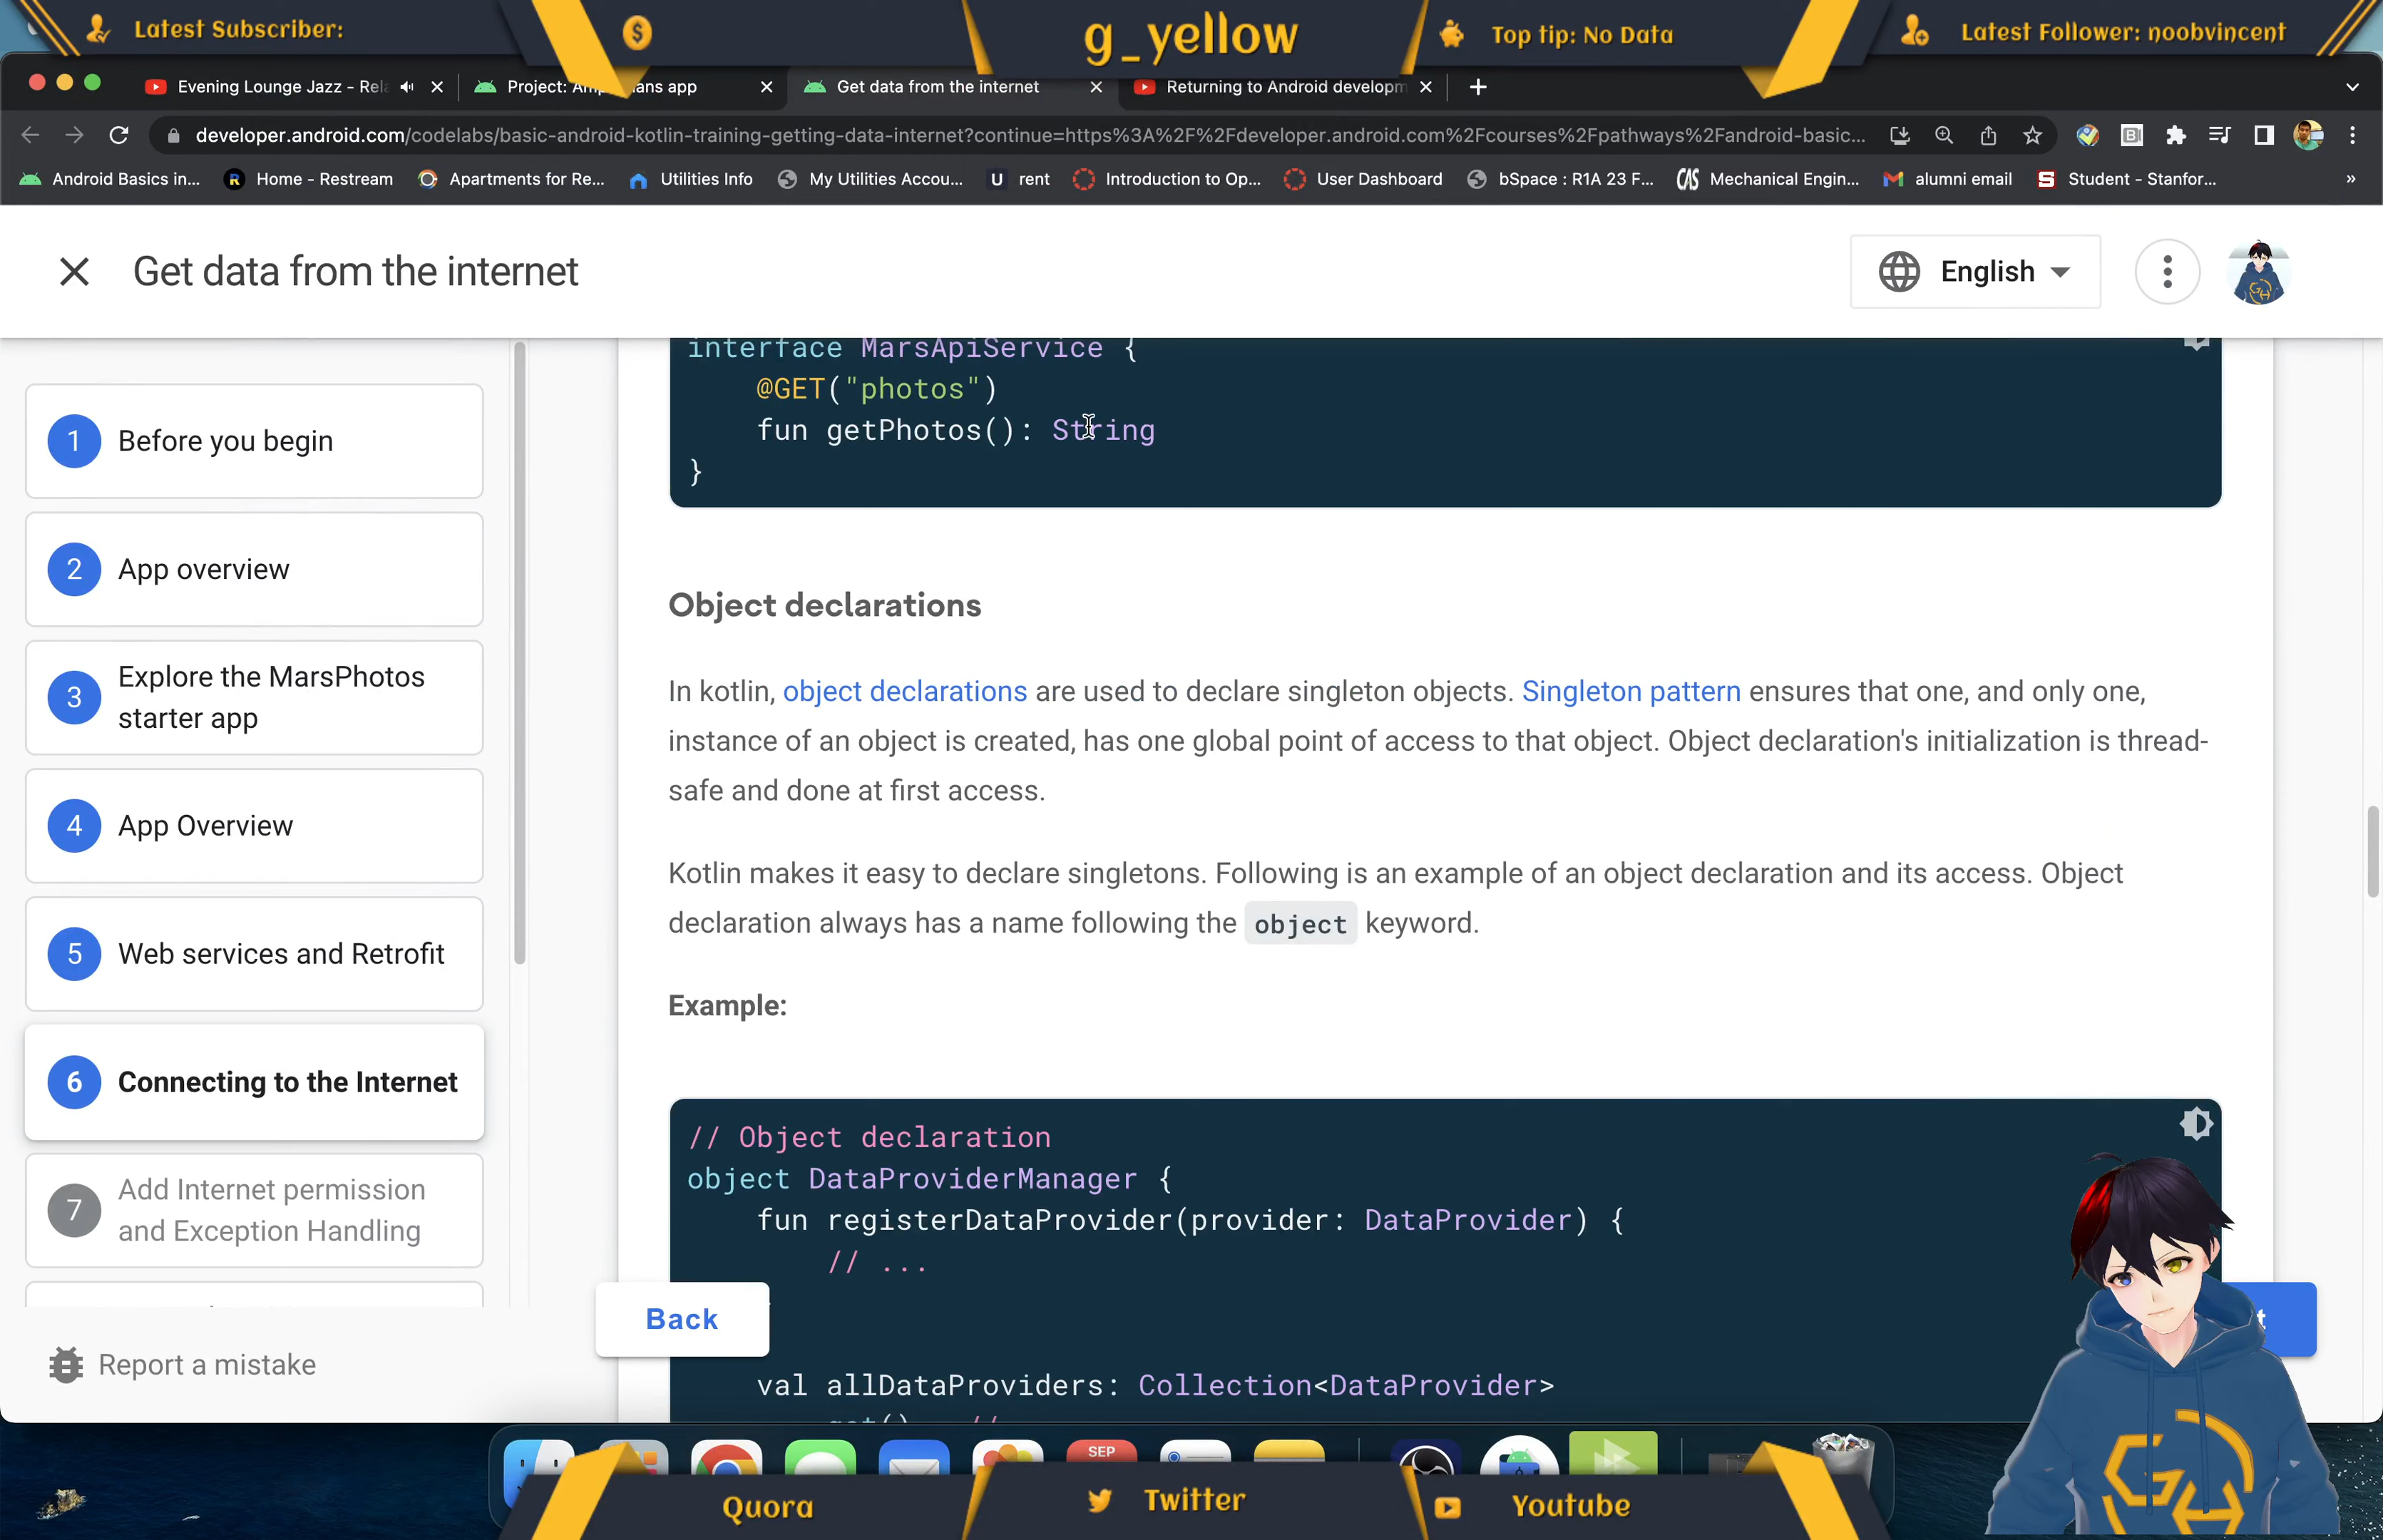 Latest Subscriber:
g_yellow
Top tip: No Data
Latest Follower: noobvincent
Evening Lounge Jazz - Rel
Project: Am
ans app
Get data from the internet
Returning to Android developm
developer.android.com/codelabs/basic-android-kotlin-training-getting-data-internet?continue=https%3A%2F%2Fdeveloper.android.com%2Fcourses%2Fpathways%2Fandroid-basic...
Android Basics in...
Home - Restream
Apartments for Re...
Utilities Info
My Utilities Accou...
U rent
Introduction to Op...
User Dashboard
bSpace : R1A 23 F...
CAS Mechanical Engin...
alumni email
S Student - Stanfor...
»
Get data from the internet
English
1 Before you begin
2 App overview
3 Explore the MarsPhotos
starter app
4 App Overview
5 Web services and Retrofit
6 Connecting to the Internet
7 Add Internet permission
and Exception Handling
Report a mistake
interface MarsApiService {
@GET("photos")
fun getPhotos(): String
}
Object declarations
In kotlin, object declarations are used to declare singleton objects. Singleton pattern ensures that one, and only one,
instance of an object is created, has one global point of access to that object. Object declaration's initialization is thread-
safe and done at first access.
Kotlin makes it easy to declare singletons. Following is an example of an object declaration and its access. Object
declaration always has a name following the object keyword.
Example:
// Object declaration
object DataProviderManager {
fun registerDataProvider(provider: DataProvider) {
// ...
val allDataProviders: Collection<DataProvider>
get() //
Back
t
SEP
Quora
Twitter
Youtube